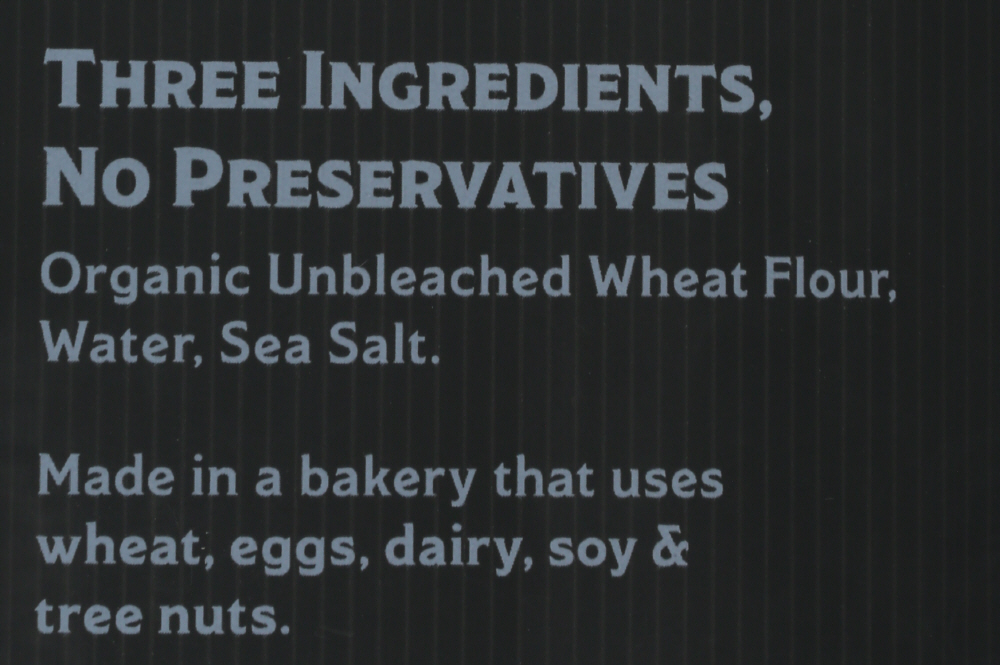 THREE INGREDIENTS,
NO PRESERVATIVES
Organic Unbleached Wheat Flour,
Water, Sea Salt.
Made in a bakery that uses
wheat, eggs, dairy, soy &
tree nuts.